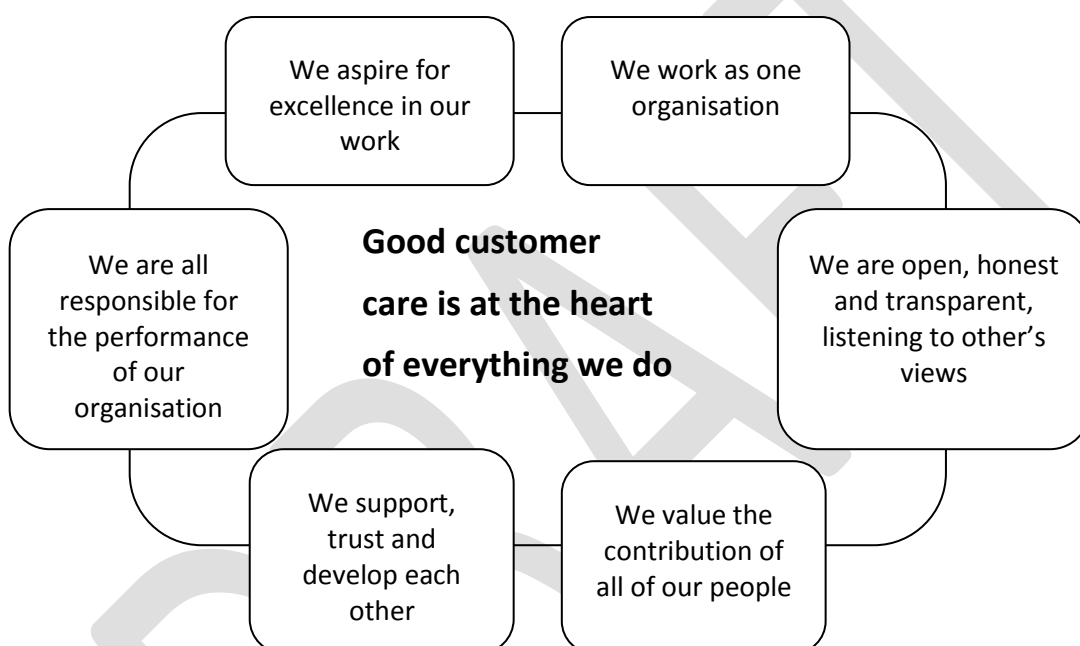 We aspire for
excellence in our
work
We work as one
organisation
We are all
responsible for
the performance
of our
organisation
Good customer
care is at the heart
of everything we do
We are open, honest
and transparent,
listening to other’s
views
We support,
trust and
develop each
other
We value the
contribution of
all of our people